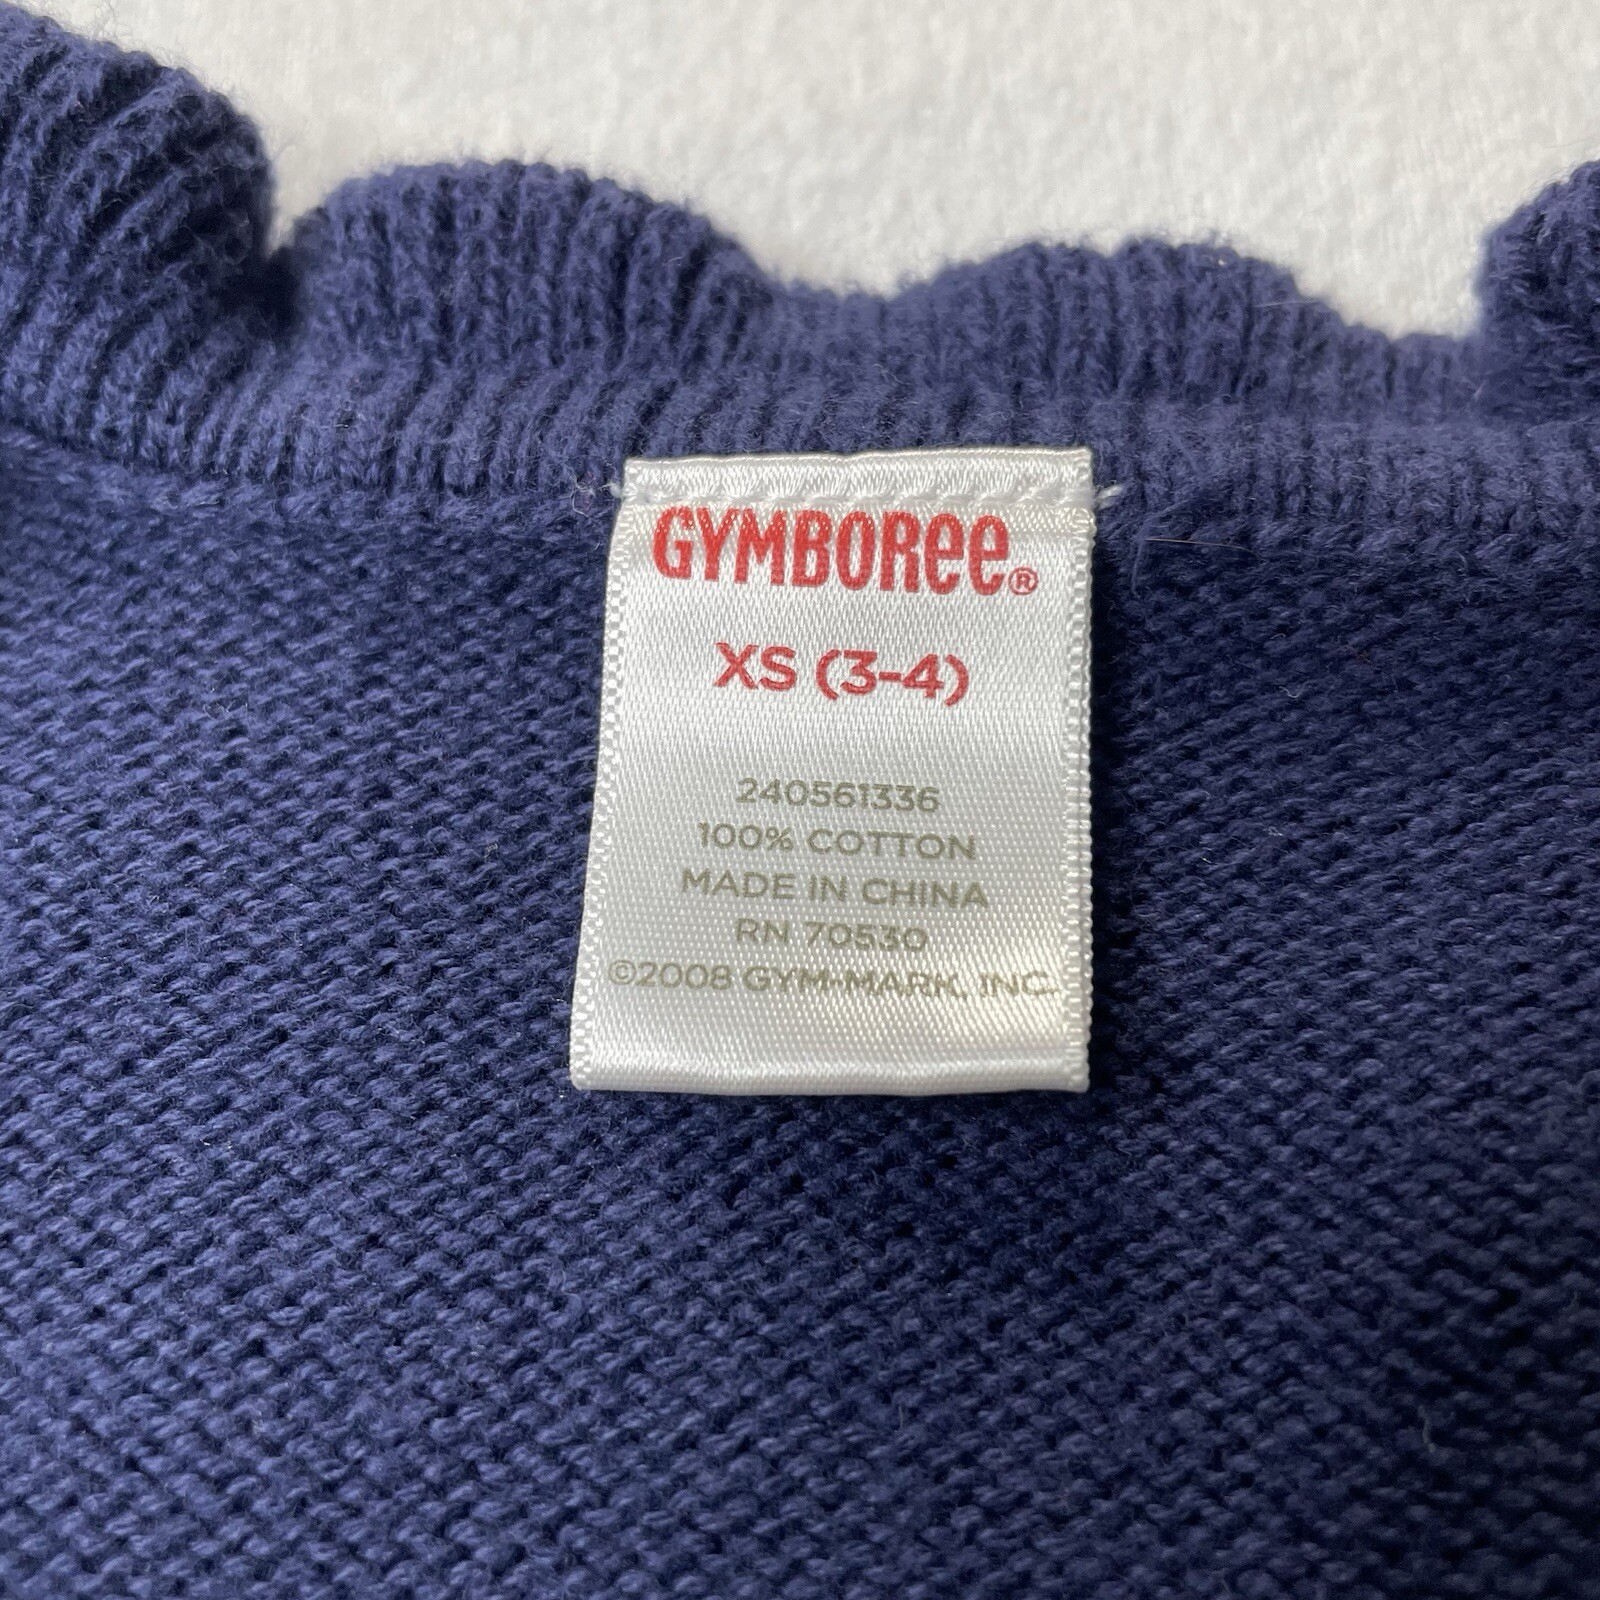 GYMBOREE®
XS (3-4)
240561336
100% COTTON
MADE IN CHINA
RN 70530
©2008 GYM-MARK, INC.